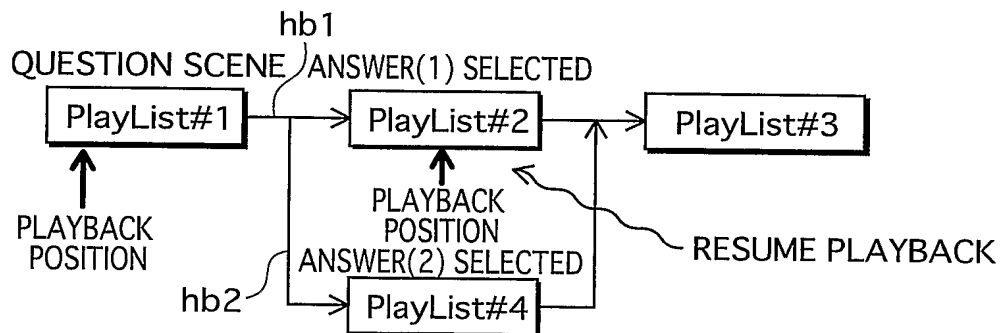 hb1
QUESTION SCENE
ANSWER(1) SELECTED
PlayList#1
PlayList#2
PlayList#3
PLAYBACK
POSITION
PLAYBACK
POSITION
RESUME PLAYBACK
ANSWER(2) SELECTED
hb2
PlayList#4